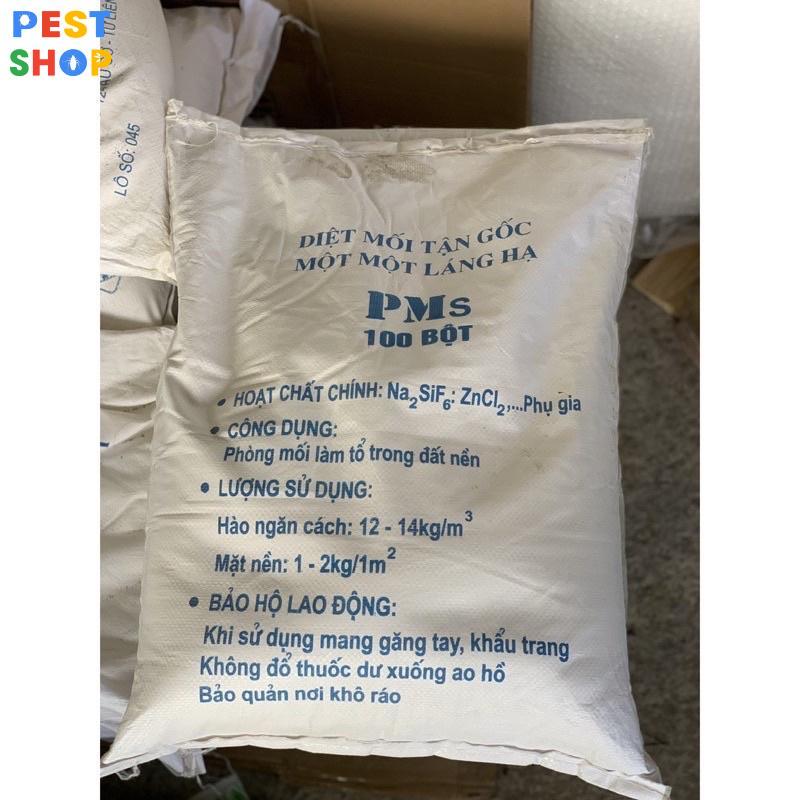 PEST
SHOP
LÔ SỐ: 045
DIỆT MỐI TẬN GỐC
MỘT MỘT LÁNG HẠ
PMs
100 BỘT
• HOẠT CHẤT CHÍNH: Na₂SiF₆: ZnCl₂,...Phụ gia
• CÔNG DỤNG:
Phòng mối làm tổ trong đất nền
• LƯỢNG SỬ DỤNG:
Hào ngăn cách: 12 - 14kg/m³
Mặt nền: 1 - 2kg/1m²
• BẢO HỘ LAO ĐỘNG:
Khi sử dụng mang găng tay, khẩu trang
Không đổ thuốc dư xuống ao hồ
Bảo quản nơi khô ráo